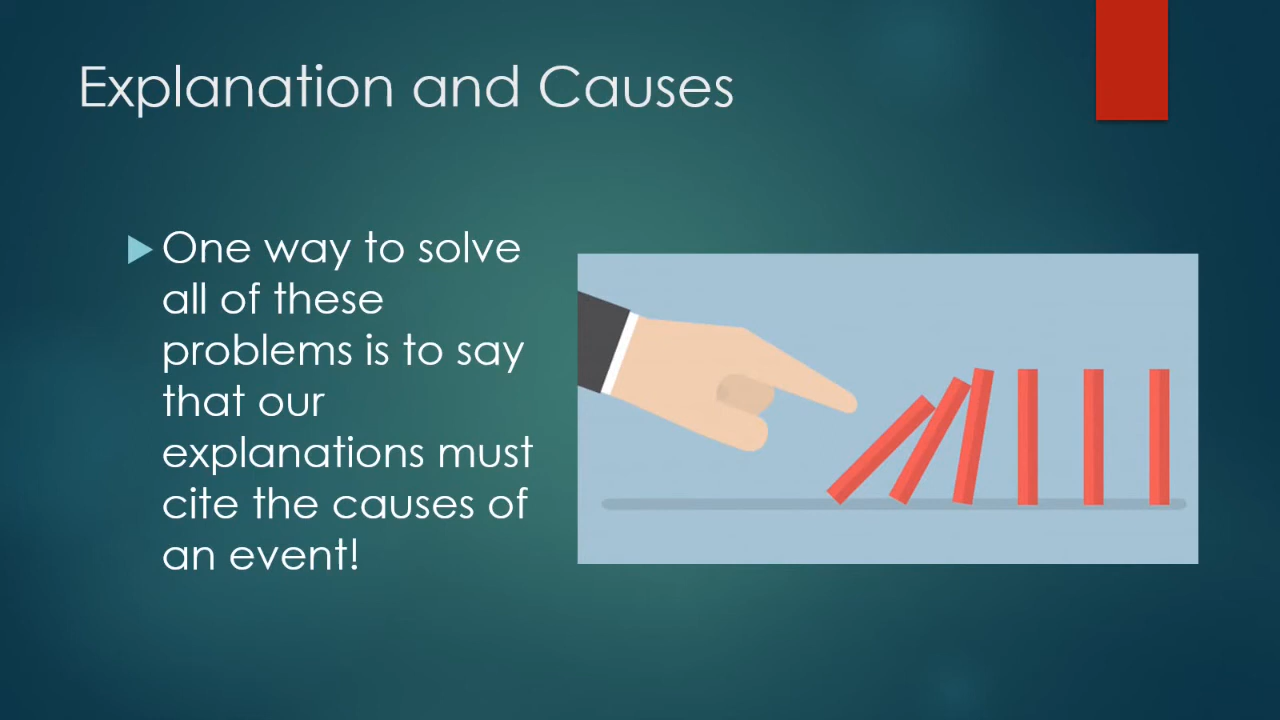 Explanation and Causes
One way to solve
all of these
problems is to say
that our
explanations must
cite the causes of
an event!